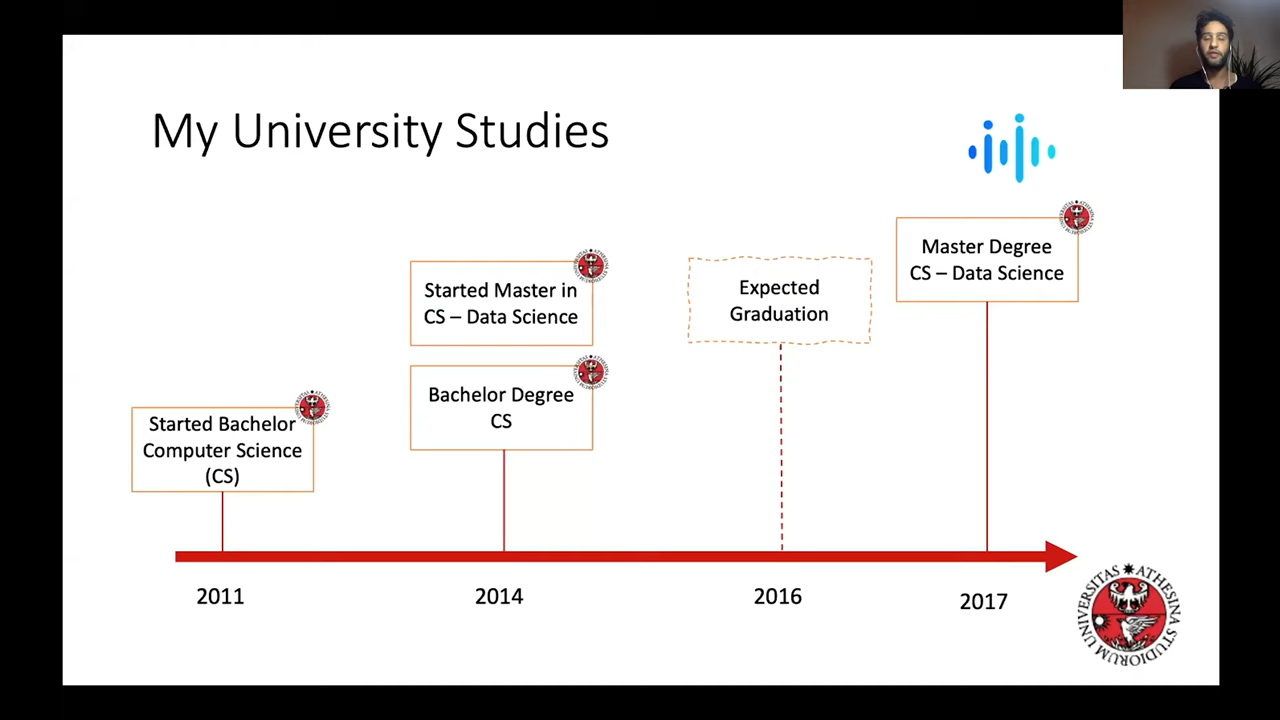 My University Studies
Master Degree
CS – Data Science
Started Master in
CS – Data Science
Expected
Graduation
Bachelor Degree
CS
Started Bachelor
Computer Science
(CS)
2011
2014
2016
2017
UNIVERSITAS ATHESINA STUDIORUM